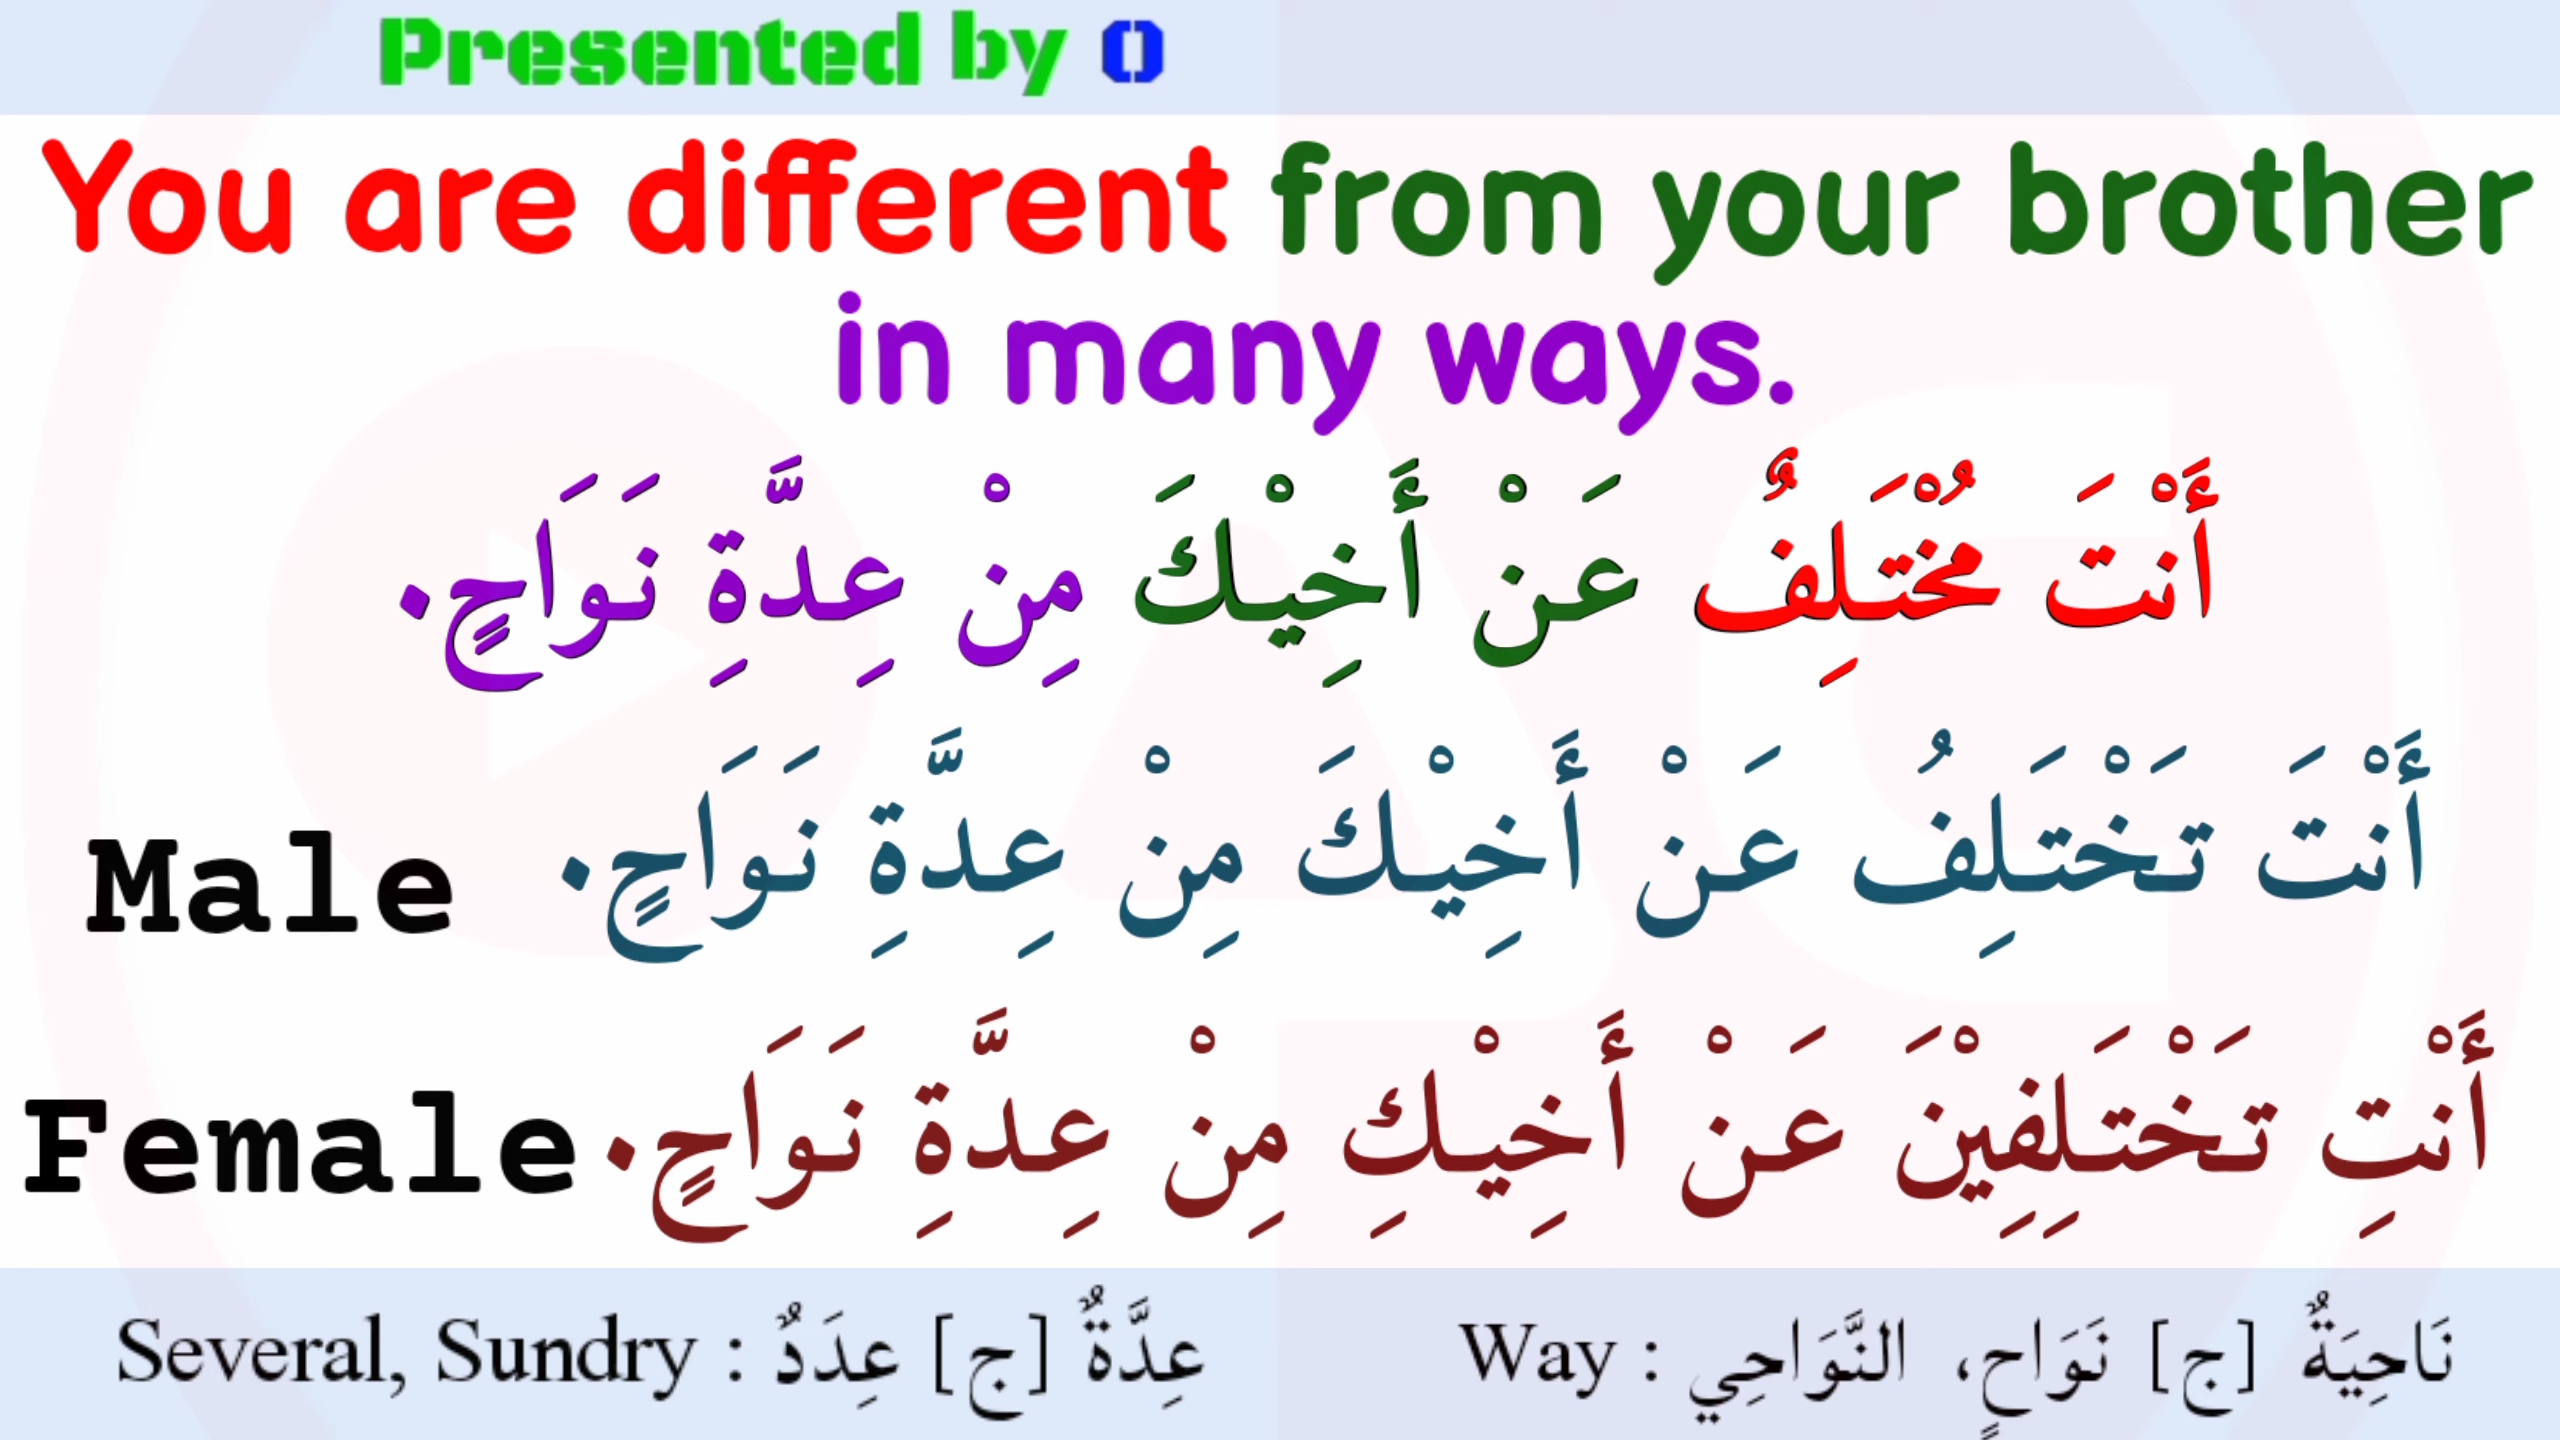 Presented by O
You are different from your brother
in many ways.
أَنْتَ مُخْتَلِفٌ عَنْ أَخِيْكَ مِنْ عِدَّةِ نَوَاحٍ.
Male أَنْتَ تَخْتَلِفُ عَنْ أَخِيْكَ مِنْ عِدَّةِ نَوَاحٍ.
Female أَنْتِ تَخْتَلِفِيْنَ عَنْ أَخِيْكِ مِنْ عِدَّةِ نَوَاحٍ.
نَاحِيَةٌ [ج] نَوَاحٍ، النَّوَاحِي : Way
عِدَّةٌ [ج] عِدَدٌ : Several, Sundry